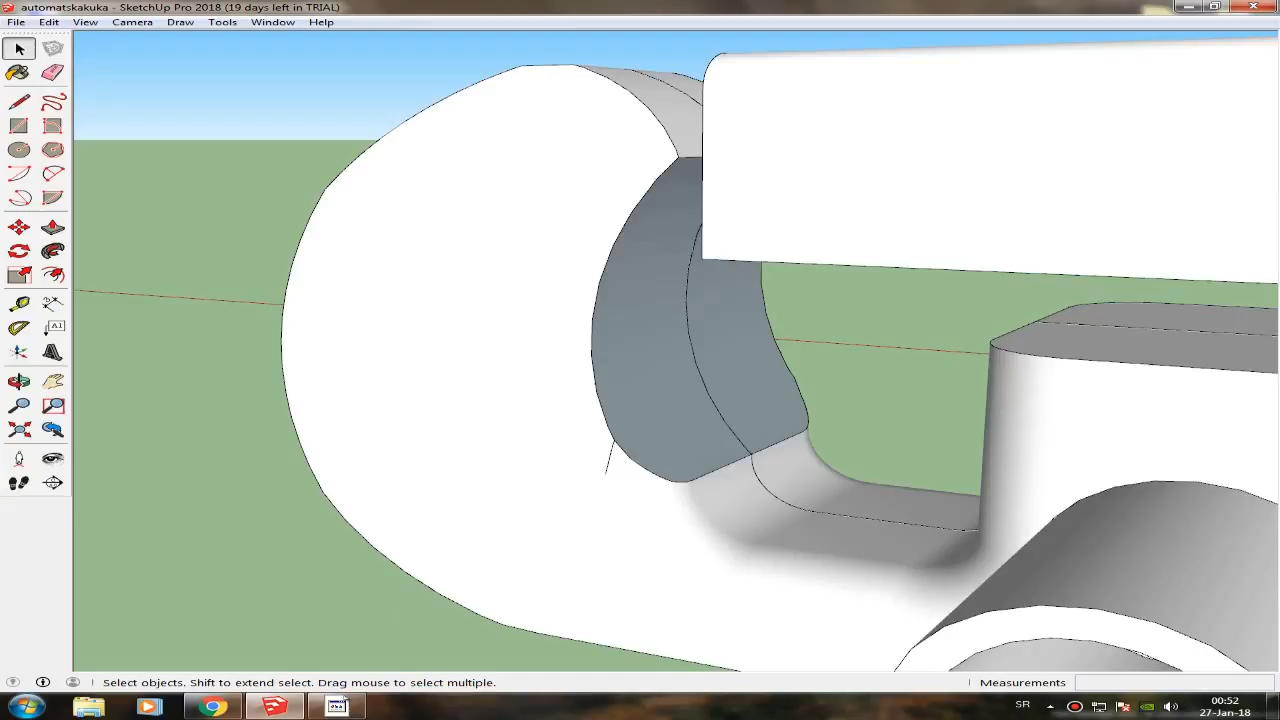 automatskakuka - SketchUp Pro 2018 (19 days left in TRIAL)
File Edit View Camera Draw Tools Window Help
A1
Select objects. Shift to extend select. Drag mouse to select multiple.
Measurements
SR
00:52
27-Jan-18